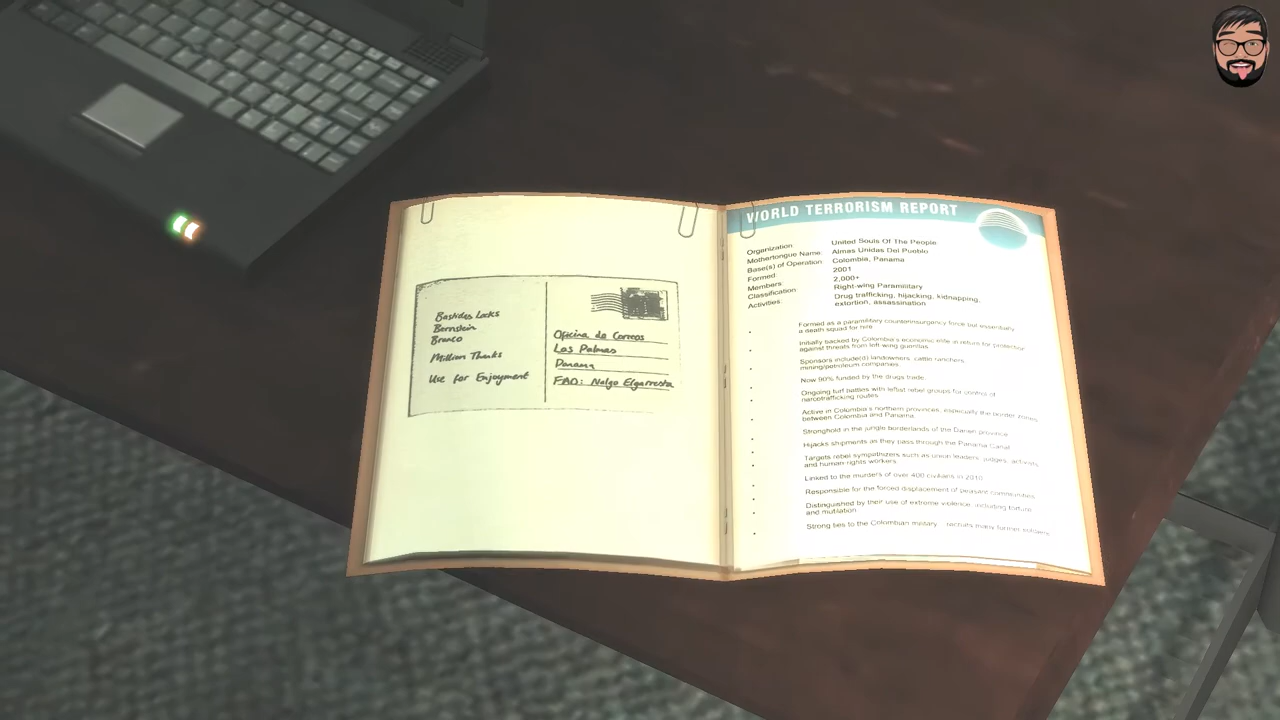 Bastides Locks
Bernstein
Branco
Million Thanks
Use for Enjoyment
Oficina de Correos
Las Palmas
Panama
FAO: Nalgo Elgarresta
WORLD TERRORISM REPORT
Organization: United Souls Of The People
Mothertongue Name: Almas Unidas Del Pueblo
Base(s) of Operation: Colombia, Panama
Formed: 2001
Members 2,000+
Classification: Right-wing Paramilitary
Activities: Drug trafficking, hijacking, kidnapping,
extortion, assassination
Formed as a paramilitary counterinsurgency force but essentially
a death squad for hire
Initially backed by Colombia's economic elite in return for protection
against threats from left wing guerillas
Sponsors include(d) landowners, cattle ranchers,
mining/petroleum companies.
Now 90% funded by the drugs trade.
Ongoing turf battles with leftist rebel groups for control of
narcotrafficking routes.
Active in Colombia's northern provinces, especially the border zones
between Colombia and Panama.
Stronghold in the jungle borderlands of the Darien province.
Hijacks shipments as they pass through the Panama Canal
Targets rebel sympathizers such as union leaders, judges, activists
and human rights workers.
Linked to the murders of over 400 civilians in 2010.
Responsible for the forced displacement of peasant communities.
Distinguished by their use of extreme violence, including torture
and mutilation.
Strong ties to the Colombian military - recruits many former soldiers.